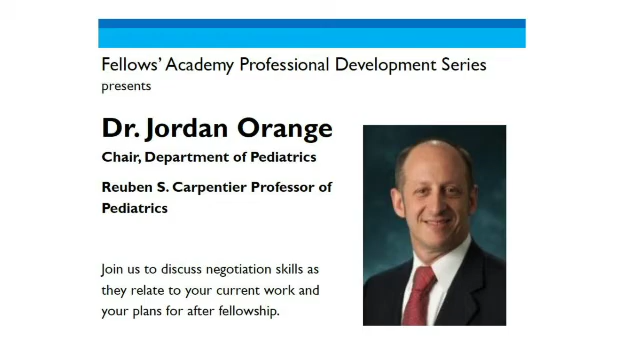 Fellows' Academy Professional Development Series
presents
Dr. Jordan Orange
Chair, Department of Pediatrics
Reuben S. Carpentier Professor of
Pediatrics
Join us to discuss negotiation skills as
they relate to your current work and
your plans for after fellowship.